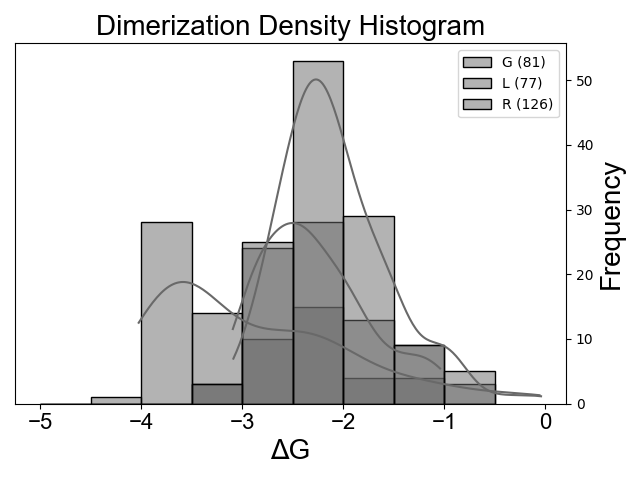 Dimerization Density Histogram
G (81)
L (77)
R (126)
50
40
30
20
10
0
Frequency
−5 −4 −3 −2 −1 0
ΔG